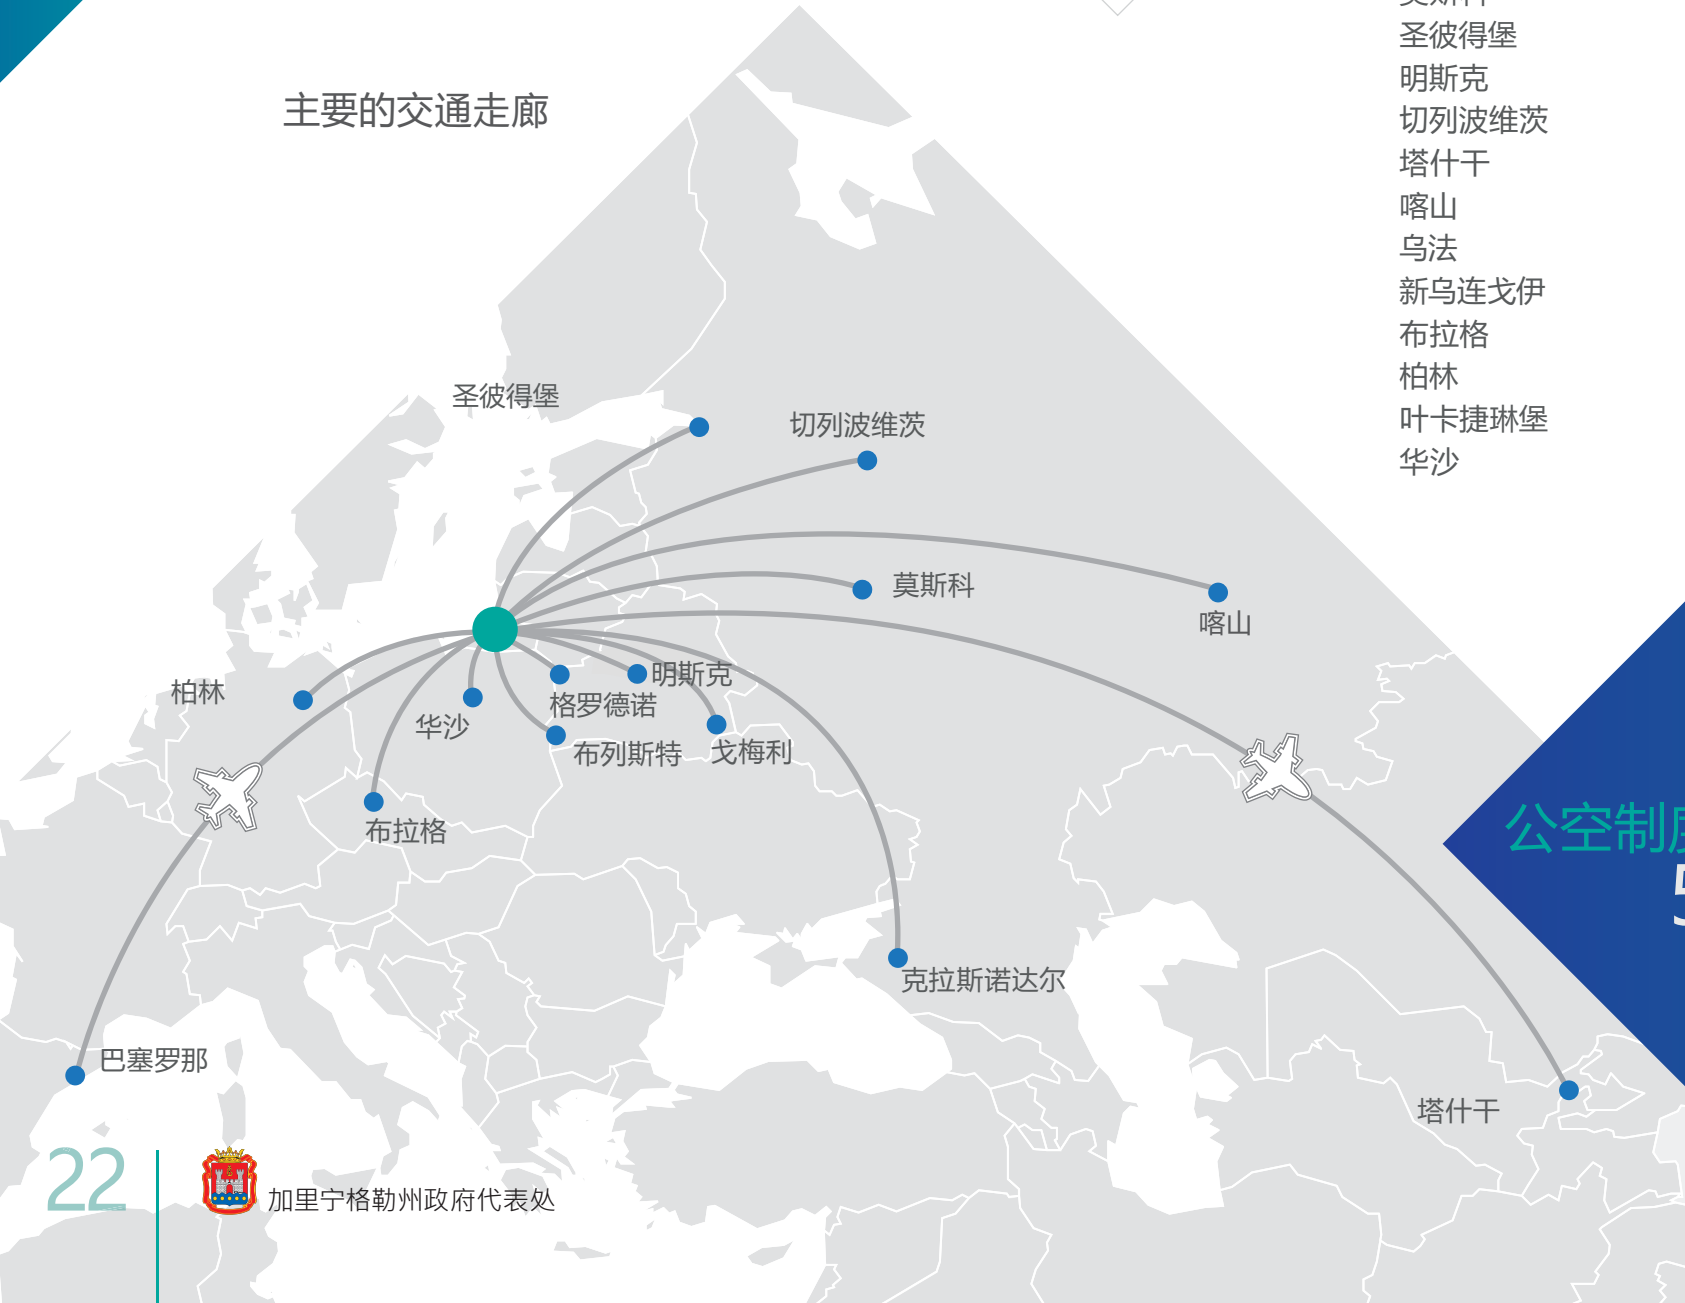 主要的交通走廊
圣彼得堡
明斯克
切列波维茨
塔什干
喀山
乌法
新乌连戈伊
布拉格
柏林
叶卡捷琳堡
华沙
圣彼得堡
切列波维茨
莫斯科
喀山
柏林
华沙
明斯克
格罗德诺
布列斯特
戈梅利
布拉格
克拉斯诺达尔
巴塞罗那
塔什干
公空制
22
加里宁格勒州政府代表处